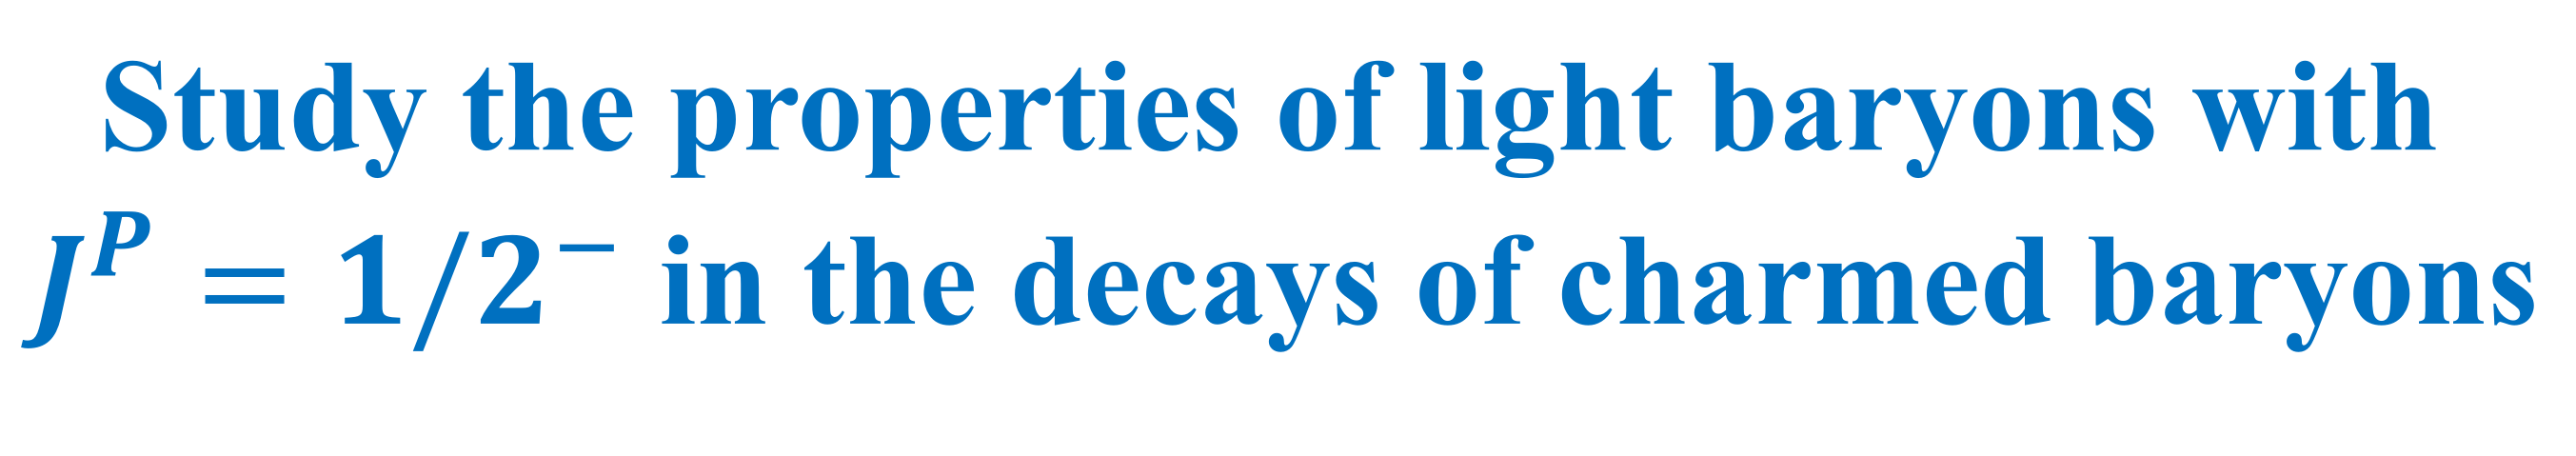 Study the properties of light baryons with
$J^P = 1/2^-$ in the decays of charmed baryons